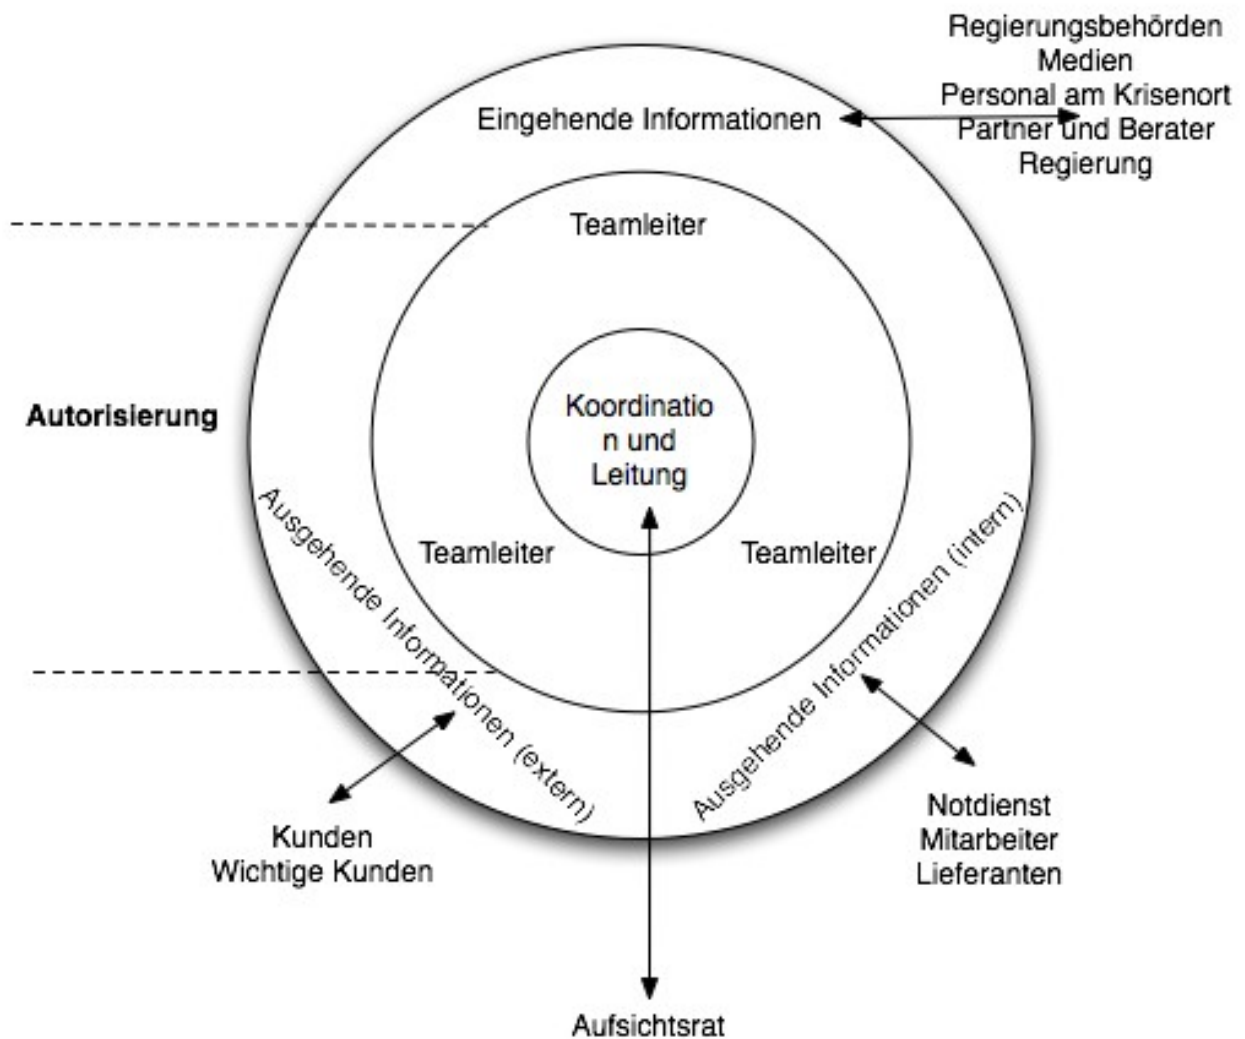 Regierungsbehörden
Medien
Personal am Krisenort
Partner und Berater
Regierung
Eingehende Informationen
Teamleiter
Autorisierung
Koordinatio
n und
Leitung
Teamleiter
Teamleiter
Ausgehende Informationen (extern)
Ausgehende Informationen (intern)
Kunden
Wichtige Kunden
Notdienst
Mitarbeiter
Lieferanten
Aufsichtsrat